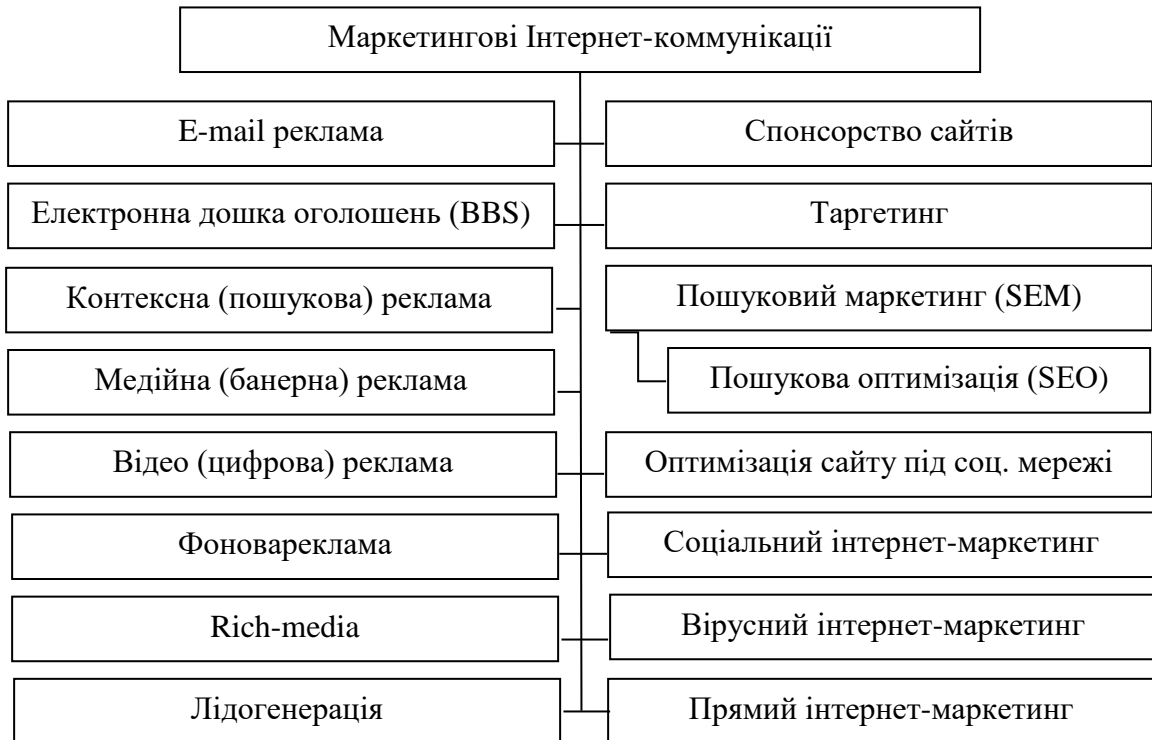 Маркетингові Інтернет-коммунікації
E-mail реклама
Спонсорство сайтів
Електронна дошка оголошень (BBS)
Таргетинг
Контексна (пошукова) реклама
Пошуковий маркетинг (SEM)
Медійна (банерна) реклама
Пошукова оптимізація (SEO)
Відео (цифрова) реклама
Оптимізація сайту під соц. мережі
Фоновареклама
Соціальний інтернет-маркетинг
Rich-media
Вірусний інтернет-маркетинг
Лідогенерація
Прямий інтернет-маркетинг